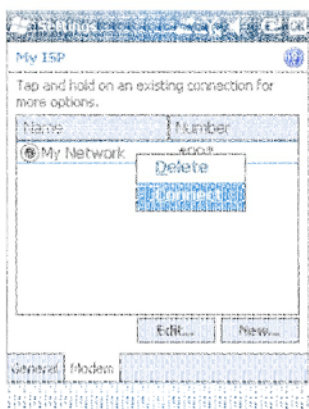 Settings
My ISP
Tap and hold on an existing connection for
more options.
Name Number
My Network
Delete
Connect
Edit... New...
General Modem